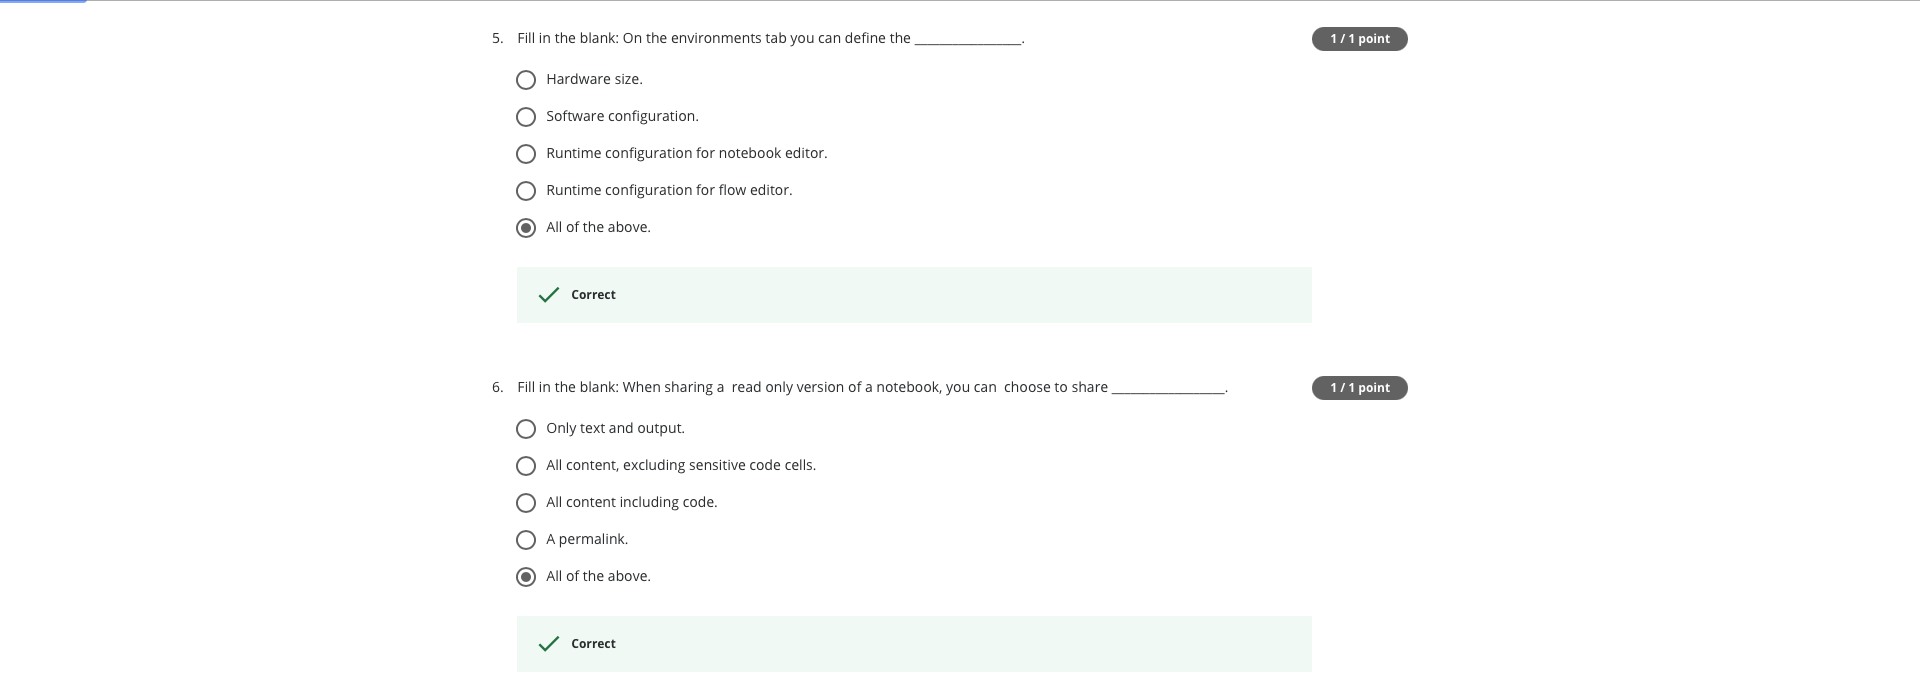 5. Fill in the blank: On the environments tab you can define the _________________.
1 / 1 point
Hardware size.
Software configuration.
Runtime configuration for notebook editor.
Runtime configuration for flow editor.
All of the above.
Correct
6. Fill in the blank: When sharing a  read only version of a notebook, you can  choose to share __________________.
1 / 1 point
Only text and output.
All content, excluding sensitive code cells.
All content including code.
A permalink.
All of the above.
Correct